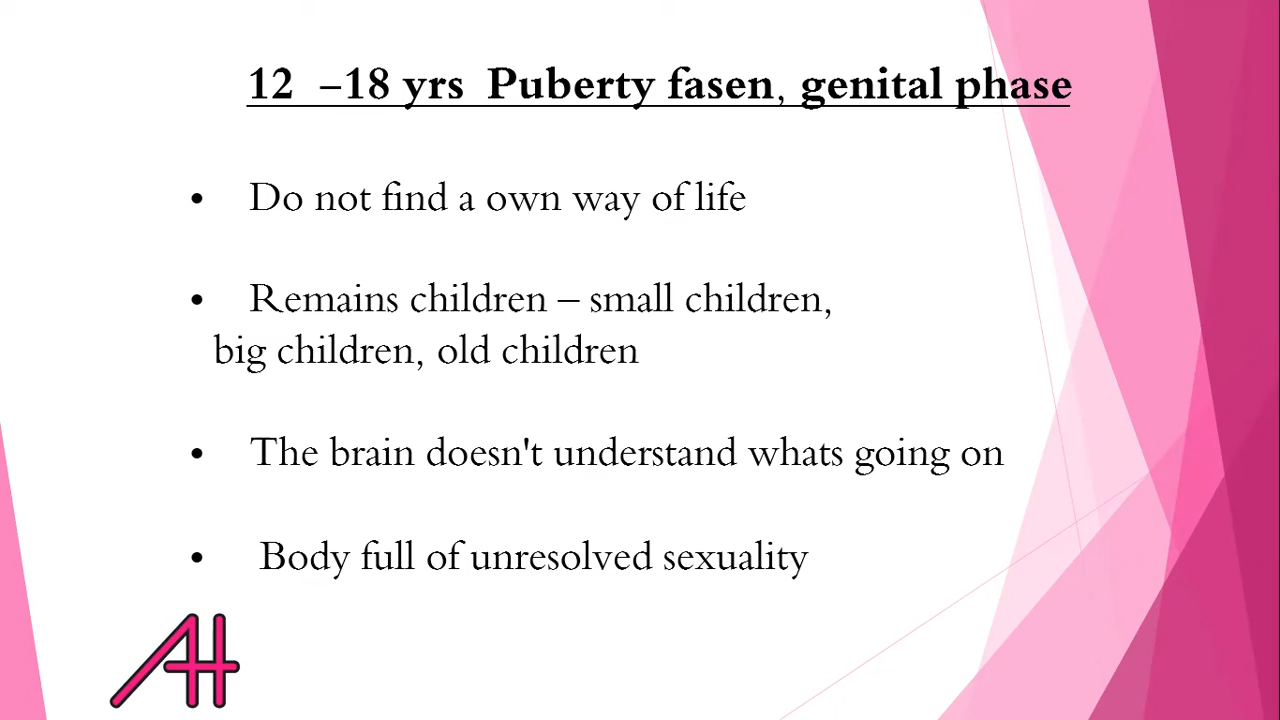 12 –18 yrs Puberty fasen, genital phase
• Do not find a own way of life
• Remains children – small children,
big children, old children
• The brain doesn't understand whats going on
• Body full of unresolved sexuality
AH